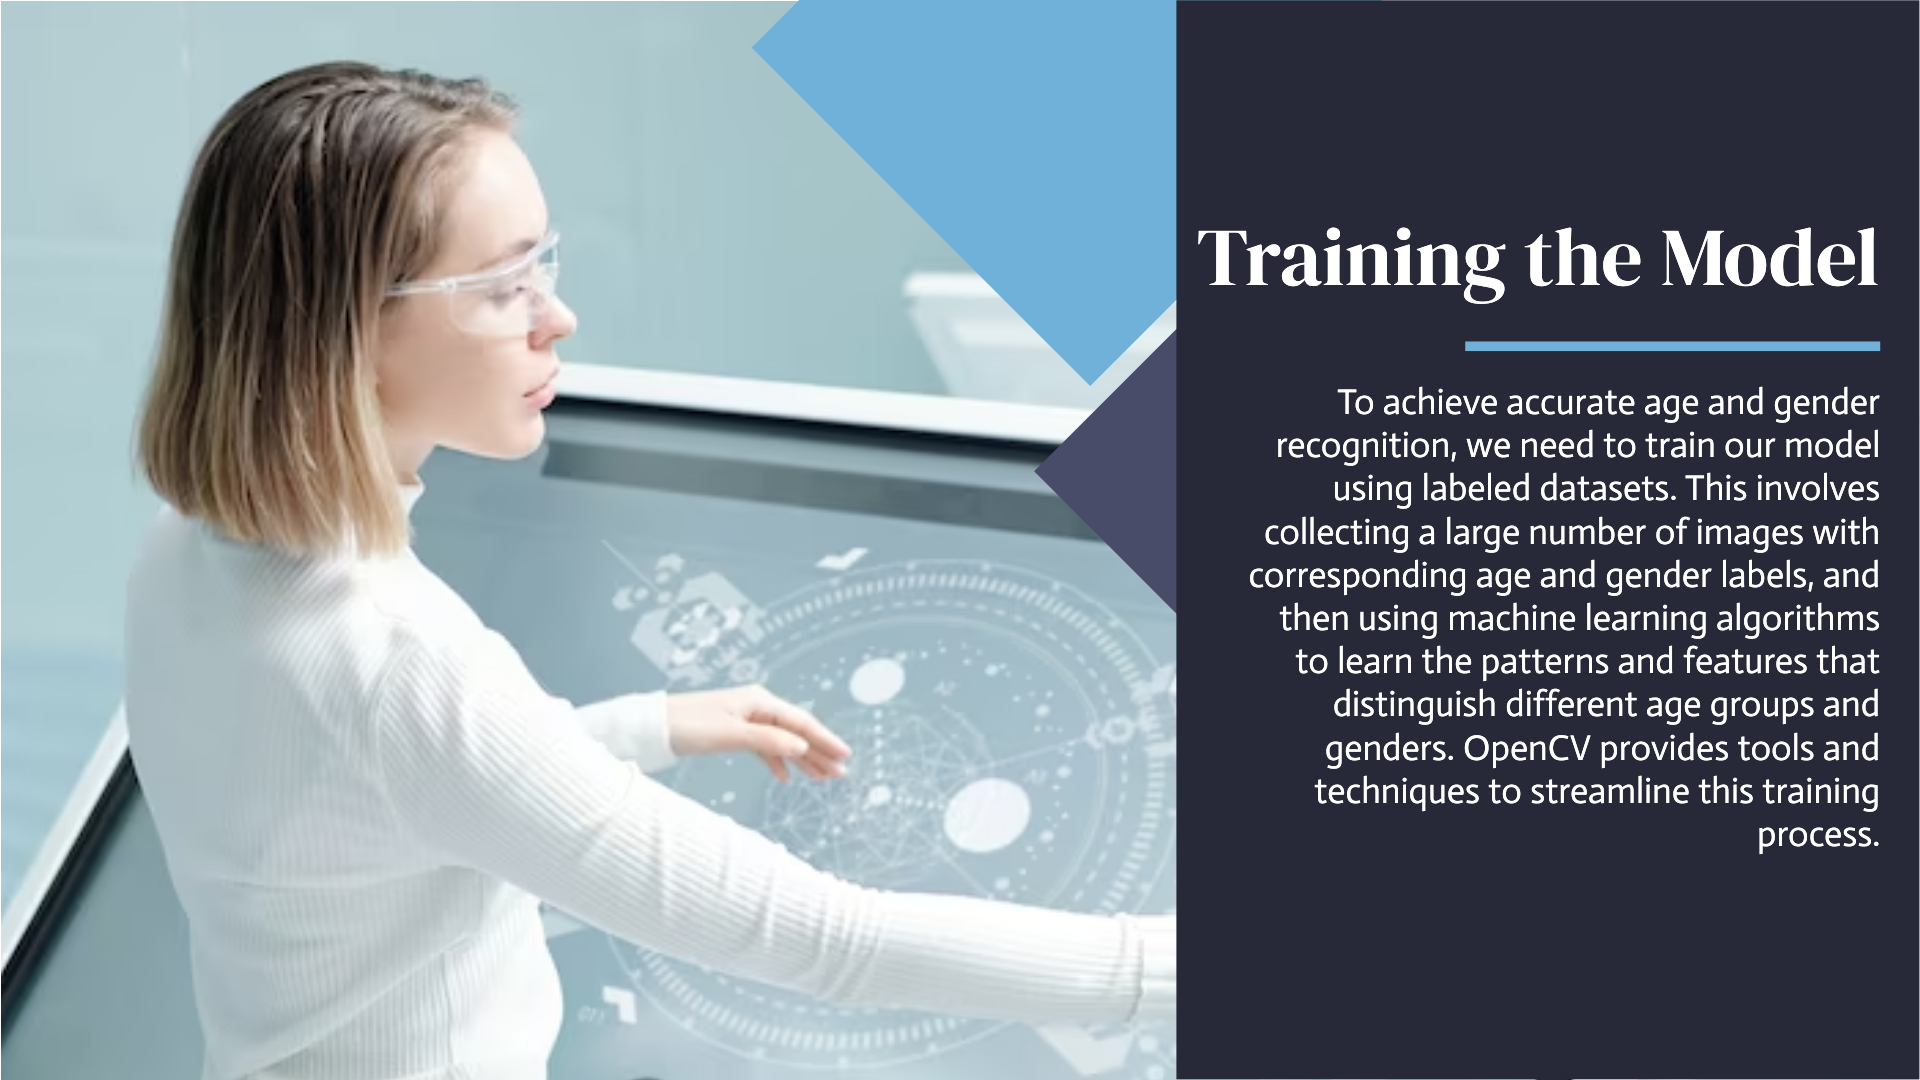 Training the Model
To achieve accurate age and gender
recognition, we need to train our model
using labeled datasets. This involves
collecting a large number of images with
corresponding age and gender labels, and
then using machine learning algorithms
to learn the patterns and features that
distinguish different age groups and
genders. OpenCV provides tools and
techniques to streamline this training
process.